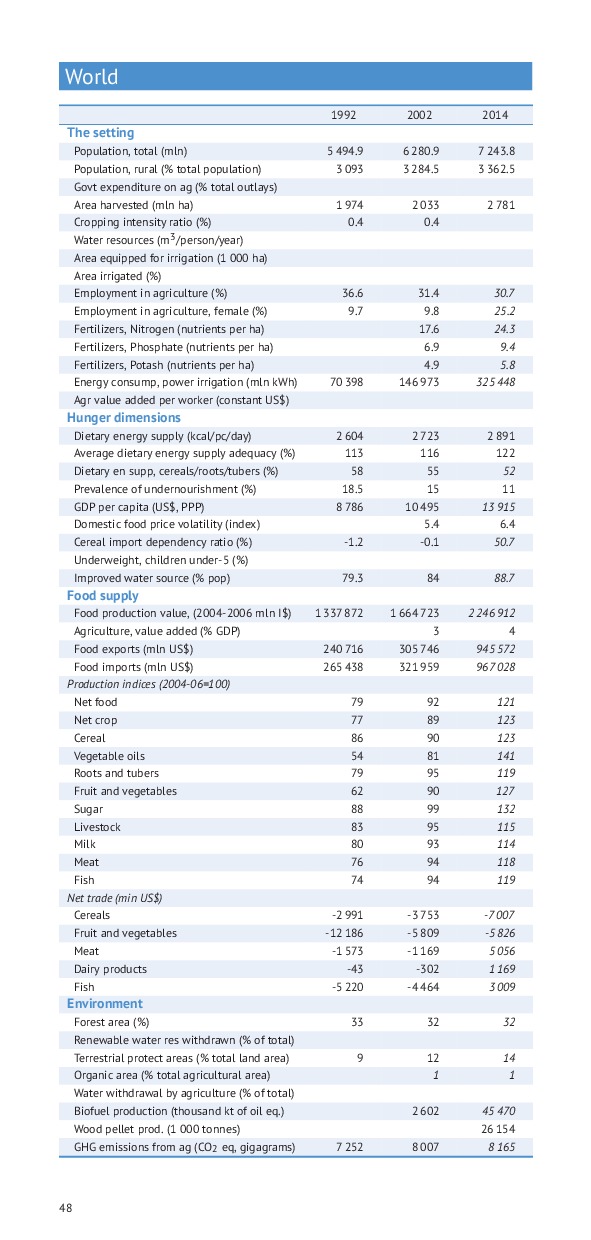 World
1992 2002 2014
The setting
Population, total (mln) 5 494.9 6 280.9 7 243.8
Population, rural (% total population) 3 093 3 284.5 3 362.5
Govt expenditure on ag (% total outlays)
Area harvested (mln ha) 1 974 2 033 2 781
Cropping intensity ratio (%) 0.4 0.4
Water resources (m3/person/year)
Area equipped for irrigation (1 000 ha)
Area irrigated (%)
Employment in agriculture (%) 36.6 31.4 30.7
Employment in agriculture, female (%) 9.7 9.8 25.2
Fertilizers, Nitrogen (nutrients per ha) 17.6 24.3
Fertilizers, Phosphate (nutrients per ha) 6.9 9.4
Fertilizers, Potash (nutrients per ha) 4.9 5.8
Energy consump, power irrigation (mln kWh) 70 398 146 973 325 448
Agr value added per worker (constant US$)
Hunger dimensions
Dietary energy supply (kcal/pc/day) 2 604 2 723 2 891
Average dietary energy supply adequacy (%) 113 116 122
Dietary en supp, cereals/roots/tubers (%) 58 55 52
Prevalence of undernourishment (%) 18.5 15 11
GDP per capita (US$, PPP) 8 786 10 495 13 915
Domestic food price volatility (index) 5.4 6.4
Cereal import dependency ratio (%) -1.2 -0.1 50.7
Underweight, children under-5 (%)
Improved water source (% pop) 79.3 84 88.7
Food supply
Food production value, (2004-2006 mln I$) 1 337 872 1 664 723 2 246 912
Agriculture, value added (% GDP) 3 4
Food exports (mln US$) 240 716 305 746 945 572
Food imports (mln US$) 265 438 321 959 967 028
Production indices (2004-06=100)
Net food 79 92 121
Net crop 77 89 123
Cereal 86 90 123
Vegetable oils 54 81 141
Roots and tubers 79 95 119
Fruit and vegetables 62 90 127
Sugar 88 99 132
Livestock 83 95 115
Milk 80 93 114
Meat 76 94 118
Fish 74 94 119
Net trade (min US$)
Cereals -2 991 -3 753 -7 007
Fruit and vegetables -12 186 -5 809 -5 826
Meat -1 573 -1 169 5 056
Dairy products -43 -302 1 169
Fish -5 220 -4 464 3 009
Environment
Forest area (%) 33 32 32
Renewable water res withdrawn (% of total)
Terrestrial protect areas (% total land area) 9 12 14
Organic area (% total agricultural area) 1 1
Water withdrawal by agriculture (% of total)
Biofuel production (thousand kt of oil eq.) 2 602 45 470
Wood pellet prod. (1 000 tonnes) 26 154
GHG emissions from ag (CO2 eq, gigagrams) 7 252 8 007 8 165
48